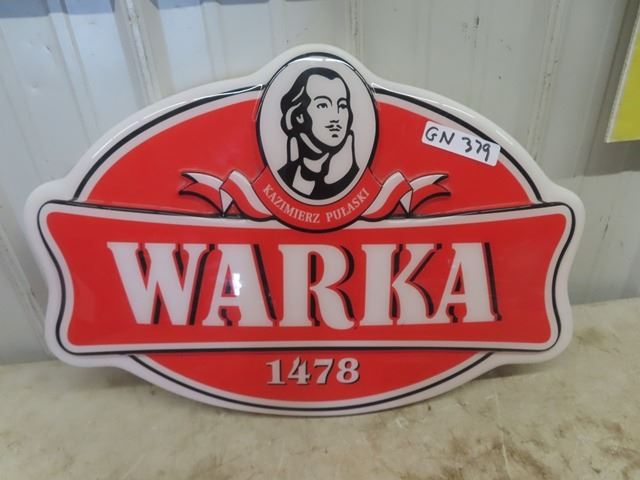 GN 379
KAZIMIERZ PUŁASKI
WARKA
1478